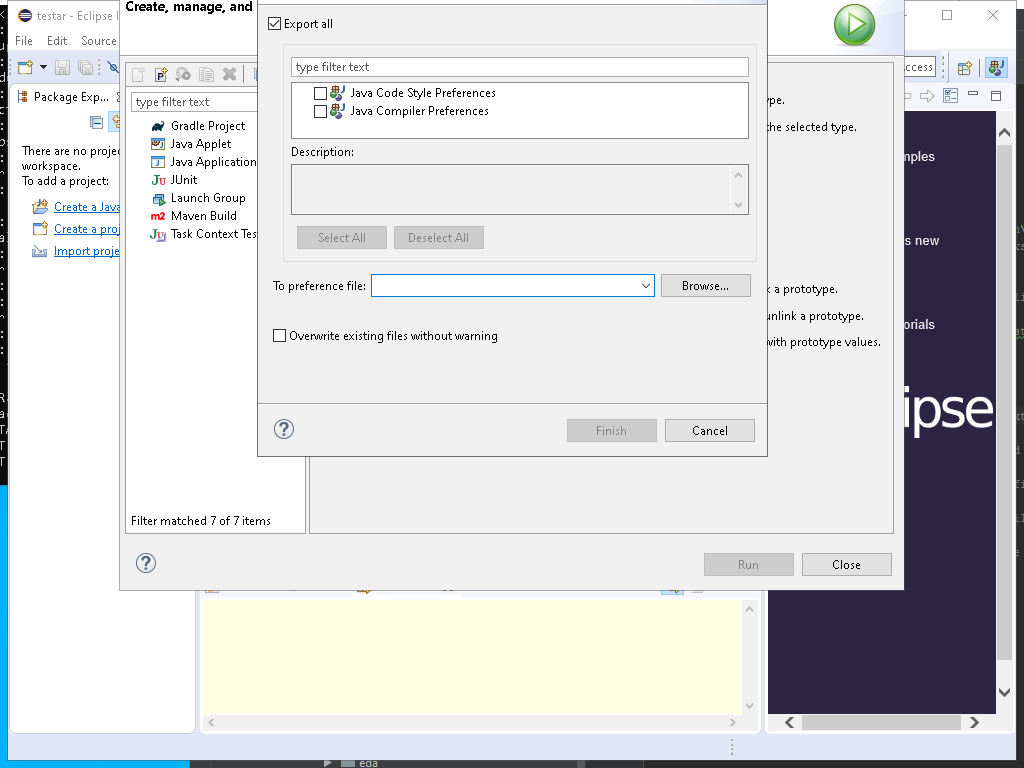 testar - Eclipse I
File Edit Source
Create, manage, and
Export all
type filter text
Java Code Style Preferences
Java Compiler Preferences
Description:
Select All Deselect All
To preference file: Browse...
Overwrite existing files without warning
Finish Cancel
Package Exp...
There are no proje
workspace.
To add a project:
Create a Java
Create a proj
Import proje
type filter text
Gradle Project
Java Applet
Java Application
JUnit
Launch Group
Maven Build
Task Context Tes
Filter matched 7 of 7 items
ype.
the selected type.
k a prototype.
unlink a prototype.
with prototype values.
Run Close
ccess
mples
s new
orials
ipse
eda